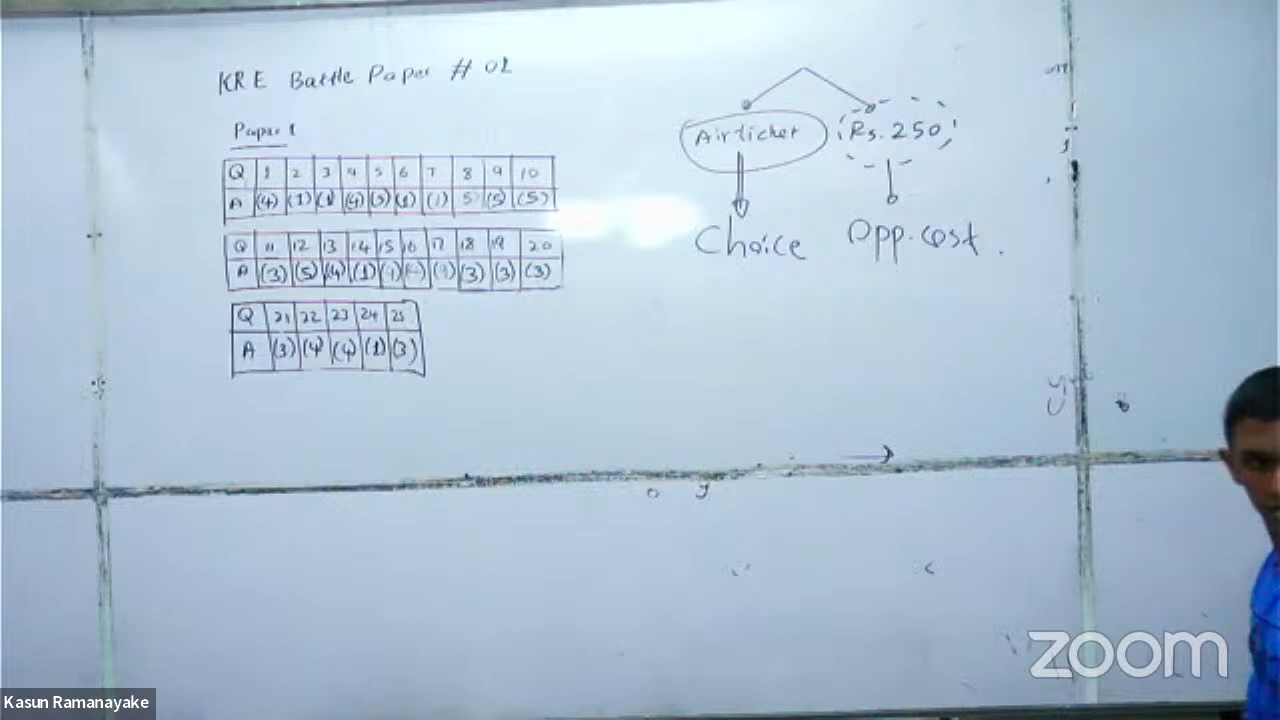 KRE Battle Paper # 02
Paper 1
Q 1 2 3 4 5 6 7 8 9 10
A (4) (1) (1) (4) (3) (1) (1) 5 (5) (5)
Q 11 12 13 14 15 16 17 18 19 20
A (3) (5) (4) (1) (3) (3) (3)
Q 21 22 23 24 25
A (3) (4) (4) (1) (3)
Air ticket Rs. 250
Choice Opp. cost.
zoom
Kasun Ramanayake